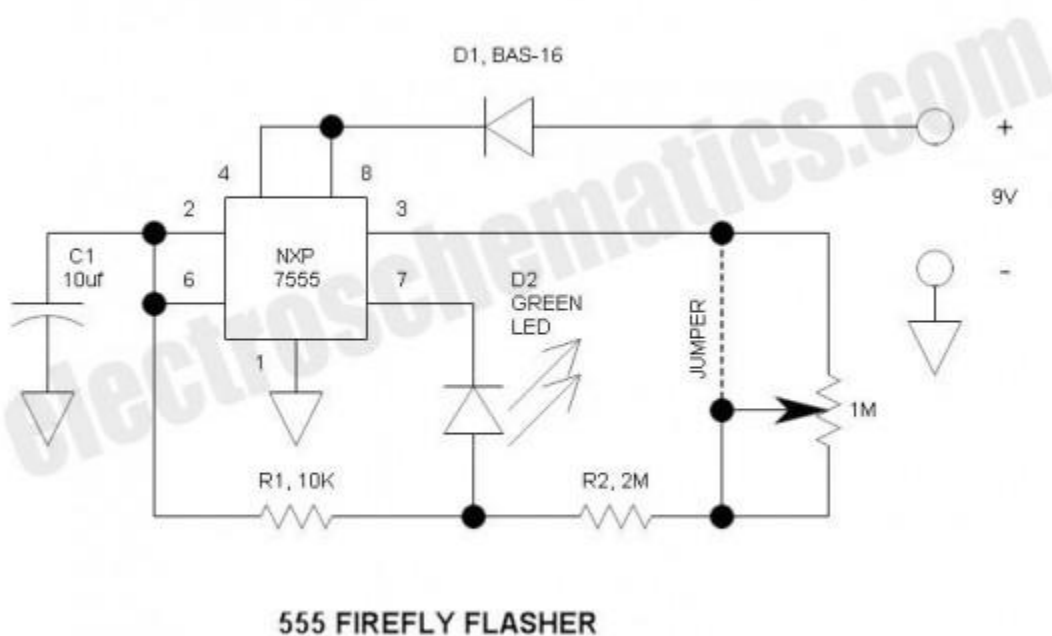 D1, BAS-16
+
4
8
9V
2
3
C1
10uf
NXP
7555
6
7
D2
GREEN
LED
-
JUMPER
1
1M
R1, 10K
R2, 2M
electroschematics.com
555 FIREFLY FLASHER